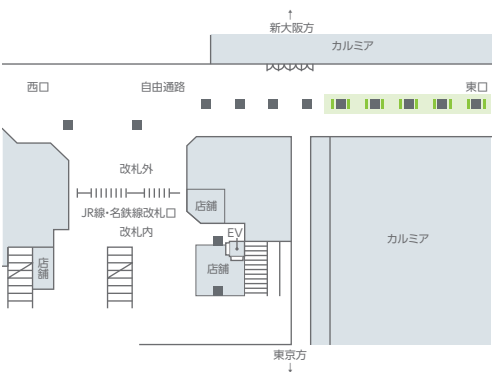 ↑
新大阪方
カルミア
西口
自由通路
東口
改札外
店舗
JR線・名鉄線改札口
改札内
EV
カルミア
店舗
店舗
東京方
↓